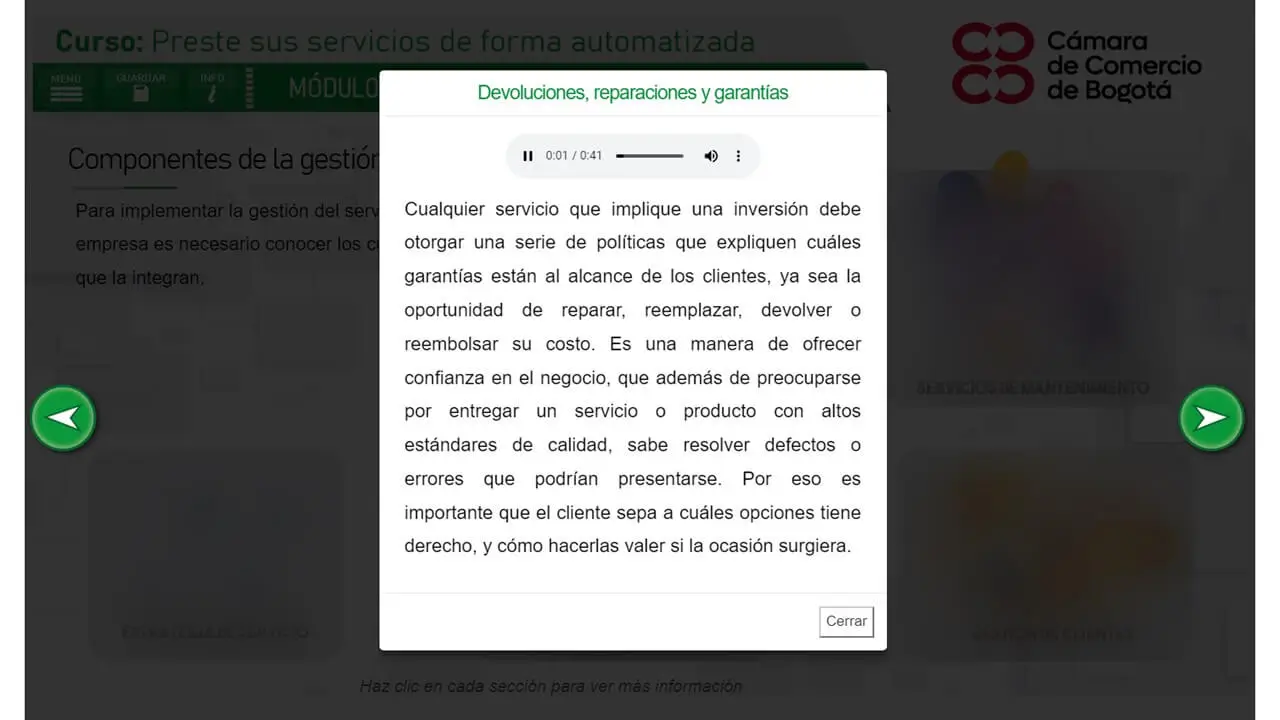 Curso: Preste sus servicios de forma automatizada
Cámara
de Comercio
de Bogotá
MENÚ
GUARDAR
INFO
MÓDULO
Componentes de la gestión
Para implementar la gestión del serv
empresa es necesario conocer los c
que la integran.
Devoluciones, reparaciones y garantías
0:01 / 0:41
Cualquier servicio que implique una inversión debe
otorgar una serie de políticas que expliquen cuáles
garantías están al alcance de los clientes, ya sea la
oportunidad de reparar, reemplazar, devolver o
reembolsar su costo. Es una manera de ofrecer
confianza en el negocio, que además de preocuparse
por entregar un servicio o producto con altos
estándares de calidad, sabe resolver defectos o
errores que podrían presentarse. Por eso es
importante que el cliente sepa a cuáles opciones tiene
derecho, y cómo hacerlas valer si la ocasión surgiera.
Cerrar
SERVICIOS DE MANTENIMIENTO
Haz clic en cada sección para ver más información